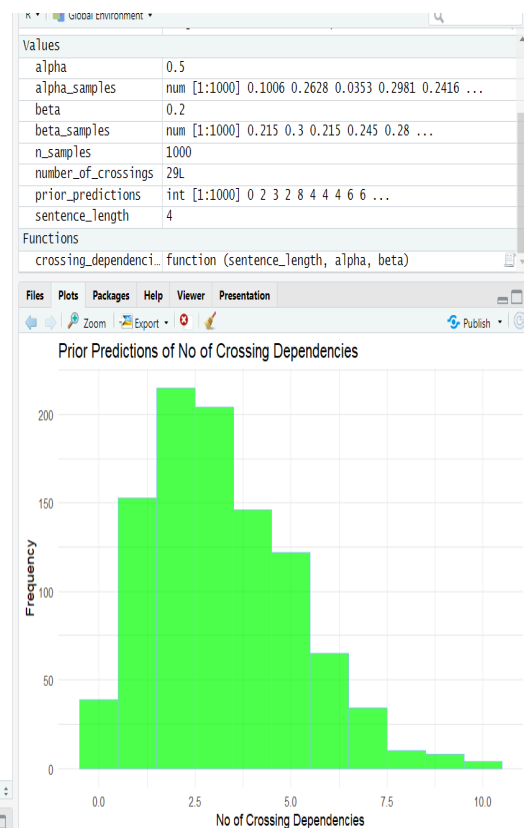 R Global Environment
Values
alpha 0.5
alpha_samples num [1:1000] 0.1006 0.2628 0.0353 0.2981 0.2416 ...
beta 0.2
beta_samples num [1:1000] 0.215 0.3 0.215 0.245 0.28 ...
n_samples 1000
number_of_crossings 29L
prior_predictions int [1:1000] 0 2 3 2 8 4 4 4 6 6 ...
sentence_length 4
Functions
crossing_dependenci… function (sentence_length, alpha, beta)
Files Plots Packages Help Viewer Presentation
Zoom Export Publish
Prior Predictions of No of Crossing Dependencies
200
150
100
50
0
Frequency
0.0 2.5 5.0 7.5 10.0
No of Crossing Dependencies